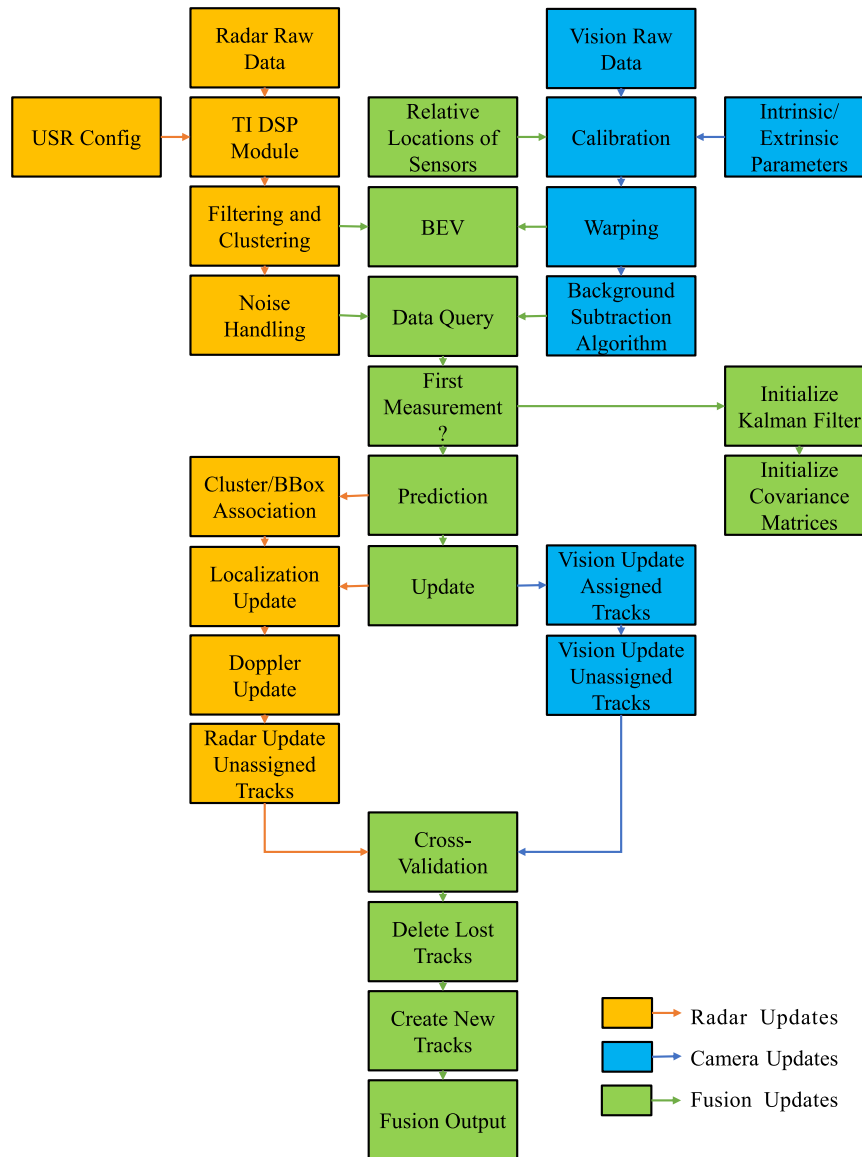 Radar Raw
Data
Vision Raw
Data
USR Config
TI DSP
Module
Relative
Locations of
Sensors
Calibration
Intrinsic/
Extrinsic
Parameters
Filtering and
Clustering
BEV
Warping
Noise
Handling
Data Query
Background
Subtraction
Algorithm
First
Measurement
?
Initialize
Kalman Filter
Cluster/BBox
Association
Prediction
Initialize
Covariance
Matrices
Localization
Update
Update
Vision Update
Assigned
Tracks
Doppler
Update
Vision Update
Unassigned
Tracks
Radar Update
Unassigned
Tracks
Cross-
Validation
Delete Lost
Tracks
Create New
Tracks
Fusion Output
Radar Updates
Camera Updates
Fusion Updates